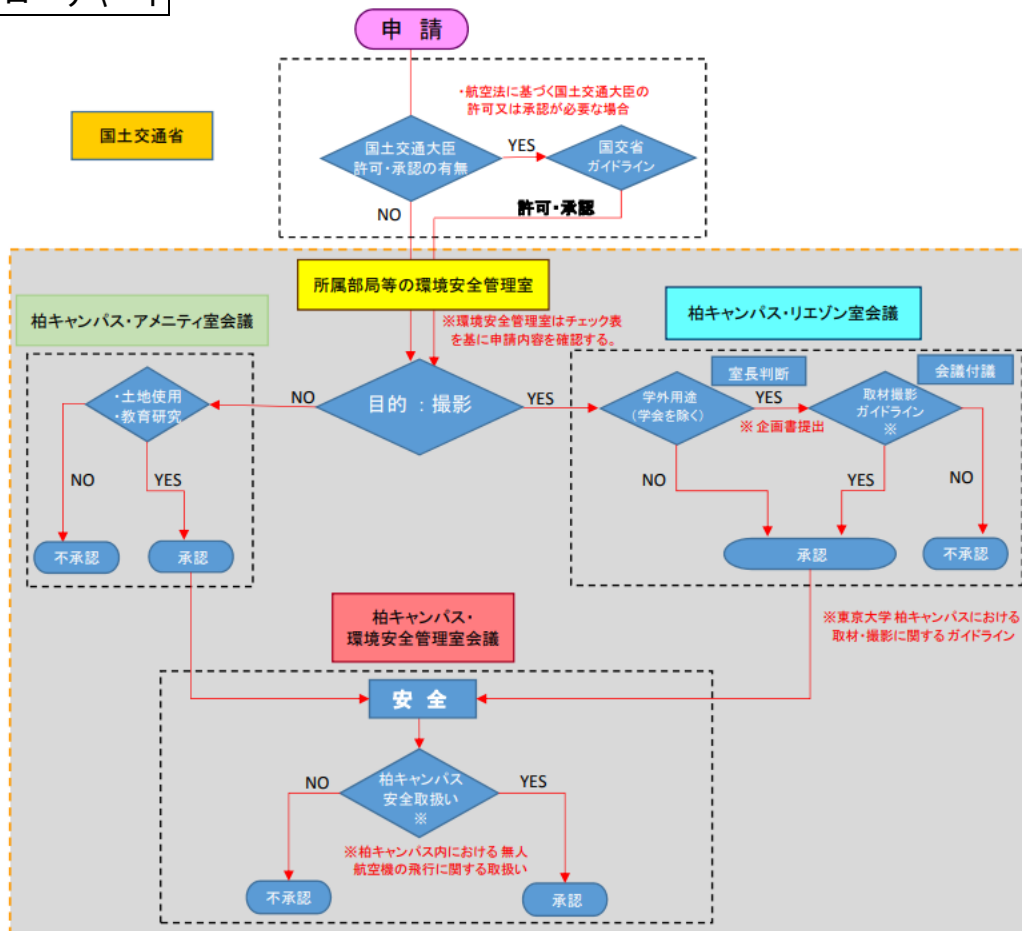 申 請
・航空法に基づく国土交通大臣の
許可又は承認が必要な場合
国土交通省
国土交通大臣
許可・承認の有無
YES
国交省
ガイドライン
NO
許可・承認
所属部局等の環境安全管理室
柏キャンパス・アメニティ室会議
柏キャンパス・リエゾン室会議
※環境安全管理室はチェック表
を基に申請内容を確認する。
・土地使用
・教育研究
NO
目的 ：撮影
YES
学外用途
(学会を除く)
室長判断
YES
※ 企画書提出
会議付議
取材撮影
ガイドライン
※
NO
YES
NO
YES
NO
不承認
承認
承認
不承認
柏キャンパス・
環境安全管理室会議
※東京大学 柏キャンパスにおける
取材・撮影に関するガイドライン
安 全
NO
柏キャンパス
安全取扱い
※
YES
※柏キャンパス内における 無人
航空機の飛行に関する取扱い
不承認
承認